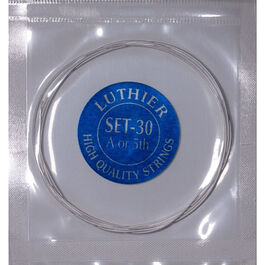 LUTHIER
SET-30
A or 5th
HIGH QUALITY STRINGS